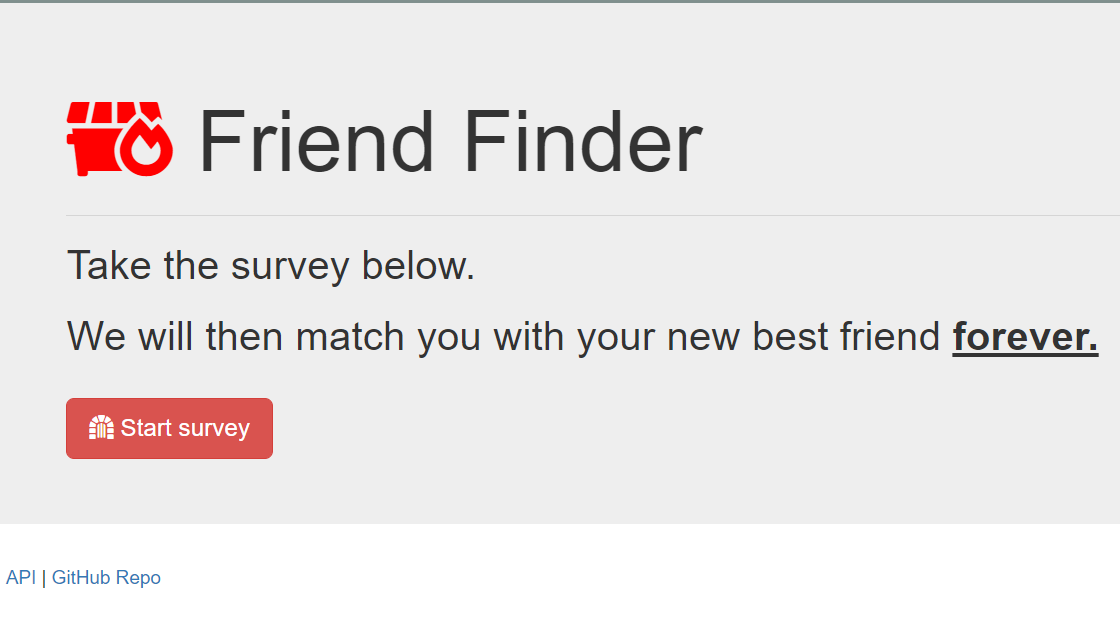 Friend Finder
Take the survey below.
We will then match you with your new best friend forever.
Start survey
API | GitHub Repo